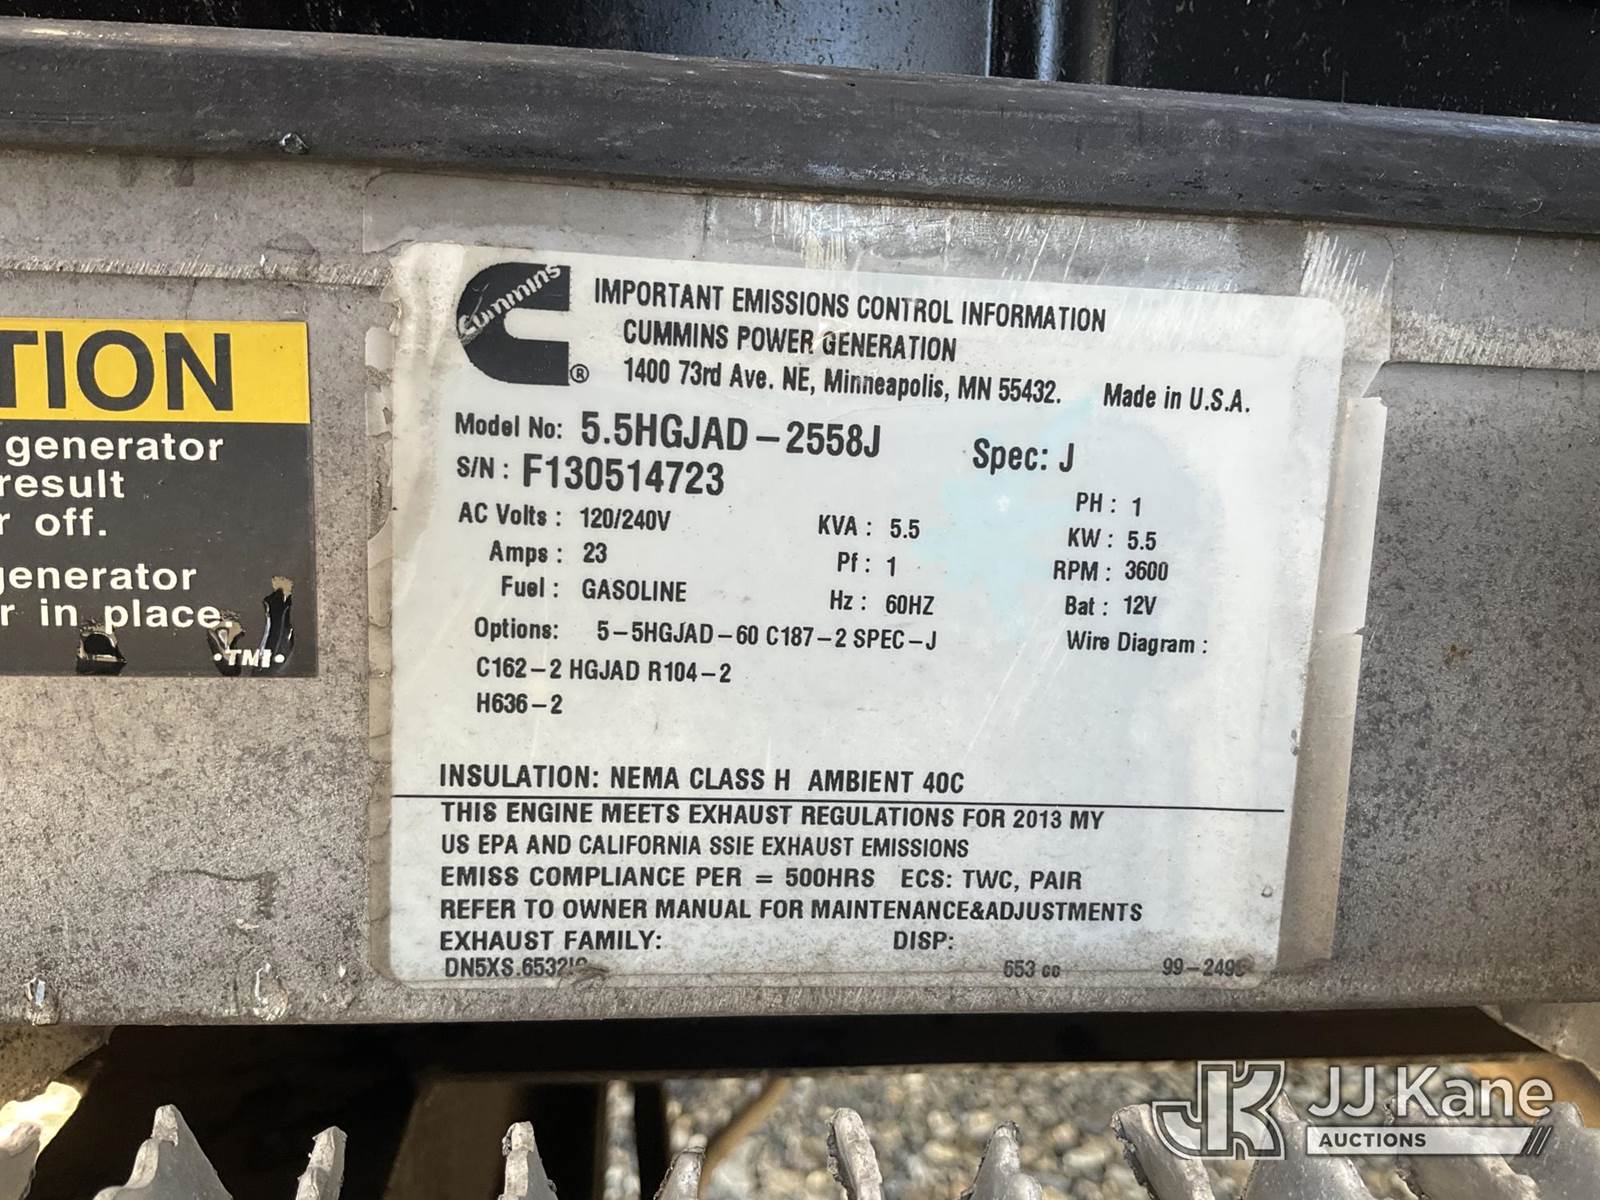 Cummins
®
IMPORTANT EMISSIONS CONTROL INFORMATION
CUMMINS POWER GENERATION
1400 73rd Ave. NE, Minneapolis, MN 55432. Made in U.S.A.
Model No: 5.5HGJAD-2558J Spec: J
S/N: F130514723
AC Volts: 120/240V KVA: 5.5 PH: 1
Amps: 23 Pf: 1 KW: 5.5
Fuel: GASOLINE Hz: 60HZ RPM: 3600
Bat: 12V
Options: 5-5HGJAD-60 C187-2 SPEC-J Wire Diagram:
C162-2 HGJAD R104-2
H636-2
INSULATION: NEMA CLASS H AMBIENT 40C
THIS ENGINE MEETS EXHAUST REGULATIONS FOR 2013 MY
US EPA AND CALIFORNIA SSIE EXHAUST EMISSIONS
EMISS COMPLIANCE PER = 500HRS ECS: TWC, PAIR
REFER TO OWNER MANUAL FOR MAINTENANCE&ADJUSTMENTS
EXHAUST FAMILY: DISP:
653 cc
TION
generator
result
r off.
generator
r in place.
TMI
JJ Kane
AUCTIONS